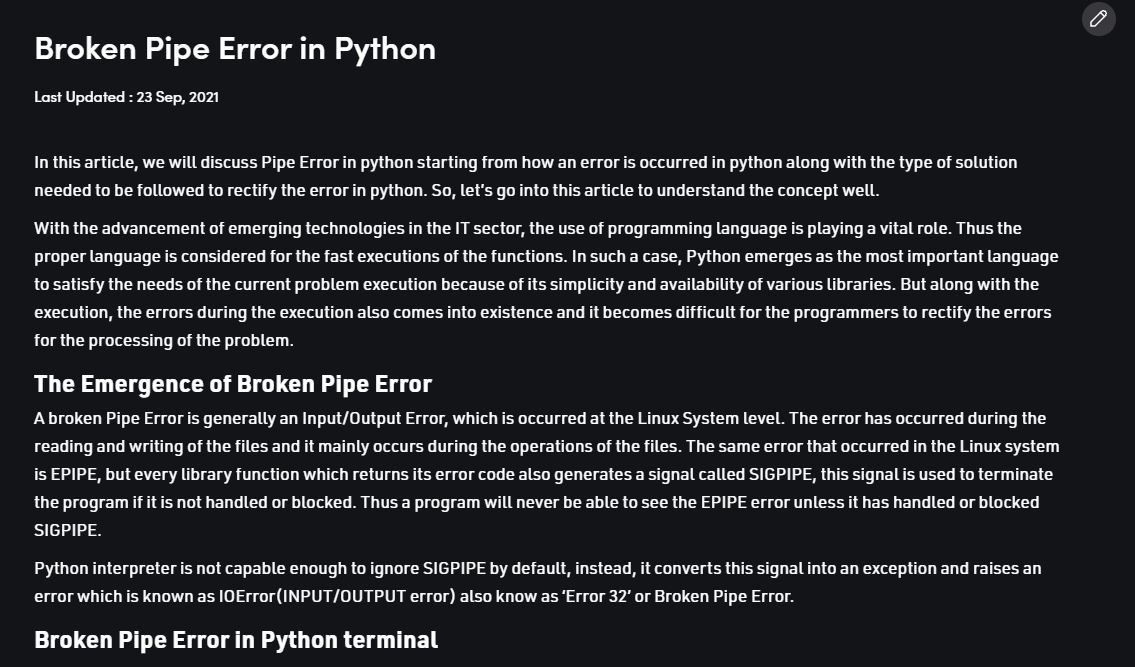 Broken Pipe Error in Python
Last Updated : 23 Sep, 2021
In this article, we will discuss Pipe Error in python starting from how an error is occurred in python along with the type of solution
needed to be followed to rectify the error in python. So, let’s go into this article to understand the concept well.
With the advancement of emerging technologies in the IT sector, the use of programming language is playing a vital role. Thus the
proper language is considered for the fast executions of the functions. In such a case, Python emerges as the most important language
to satisfy the needs of the current problem execution because of its simplicity and availability of various libraries. But along with the
execution, the errors during the execution also comes into existence and it becomes difficult for the programmers to rectify the errors
for the processing of the problem.
The Emergence of Broken Pipe Error
A broken Pipe Error is generally an Input/Output Error, which is occurred at the Linux System level. The error has occurred during the
reading and writing of the files and it mainly occurs during the operations of the files. The same error that occurred in the Linux system
is EPIPE, but every library function which returns its error code also generates a signal called SIGPIPE, this signal is used to terminate
the program if it is not handled or blocked. Thus a program will never be able to see the EPIPE error unless it has handled or blocked
SIGPIPE.
Python interpreter is not capable enough to ignore SIGPIPE by default, instead, it converts this signal into an exception and raises an
error which is known as IOError(INPUT/OUTPUT error) also know as ‘Error 32’ or Broken Pipe Error.
Broken Pipe Error in Python terminal